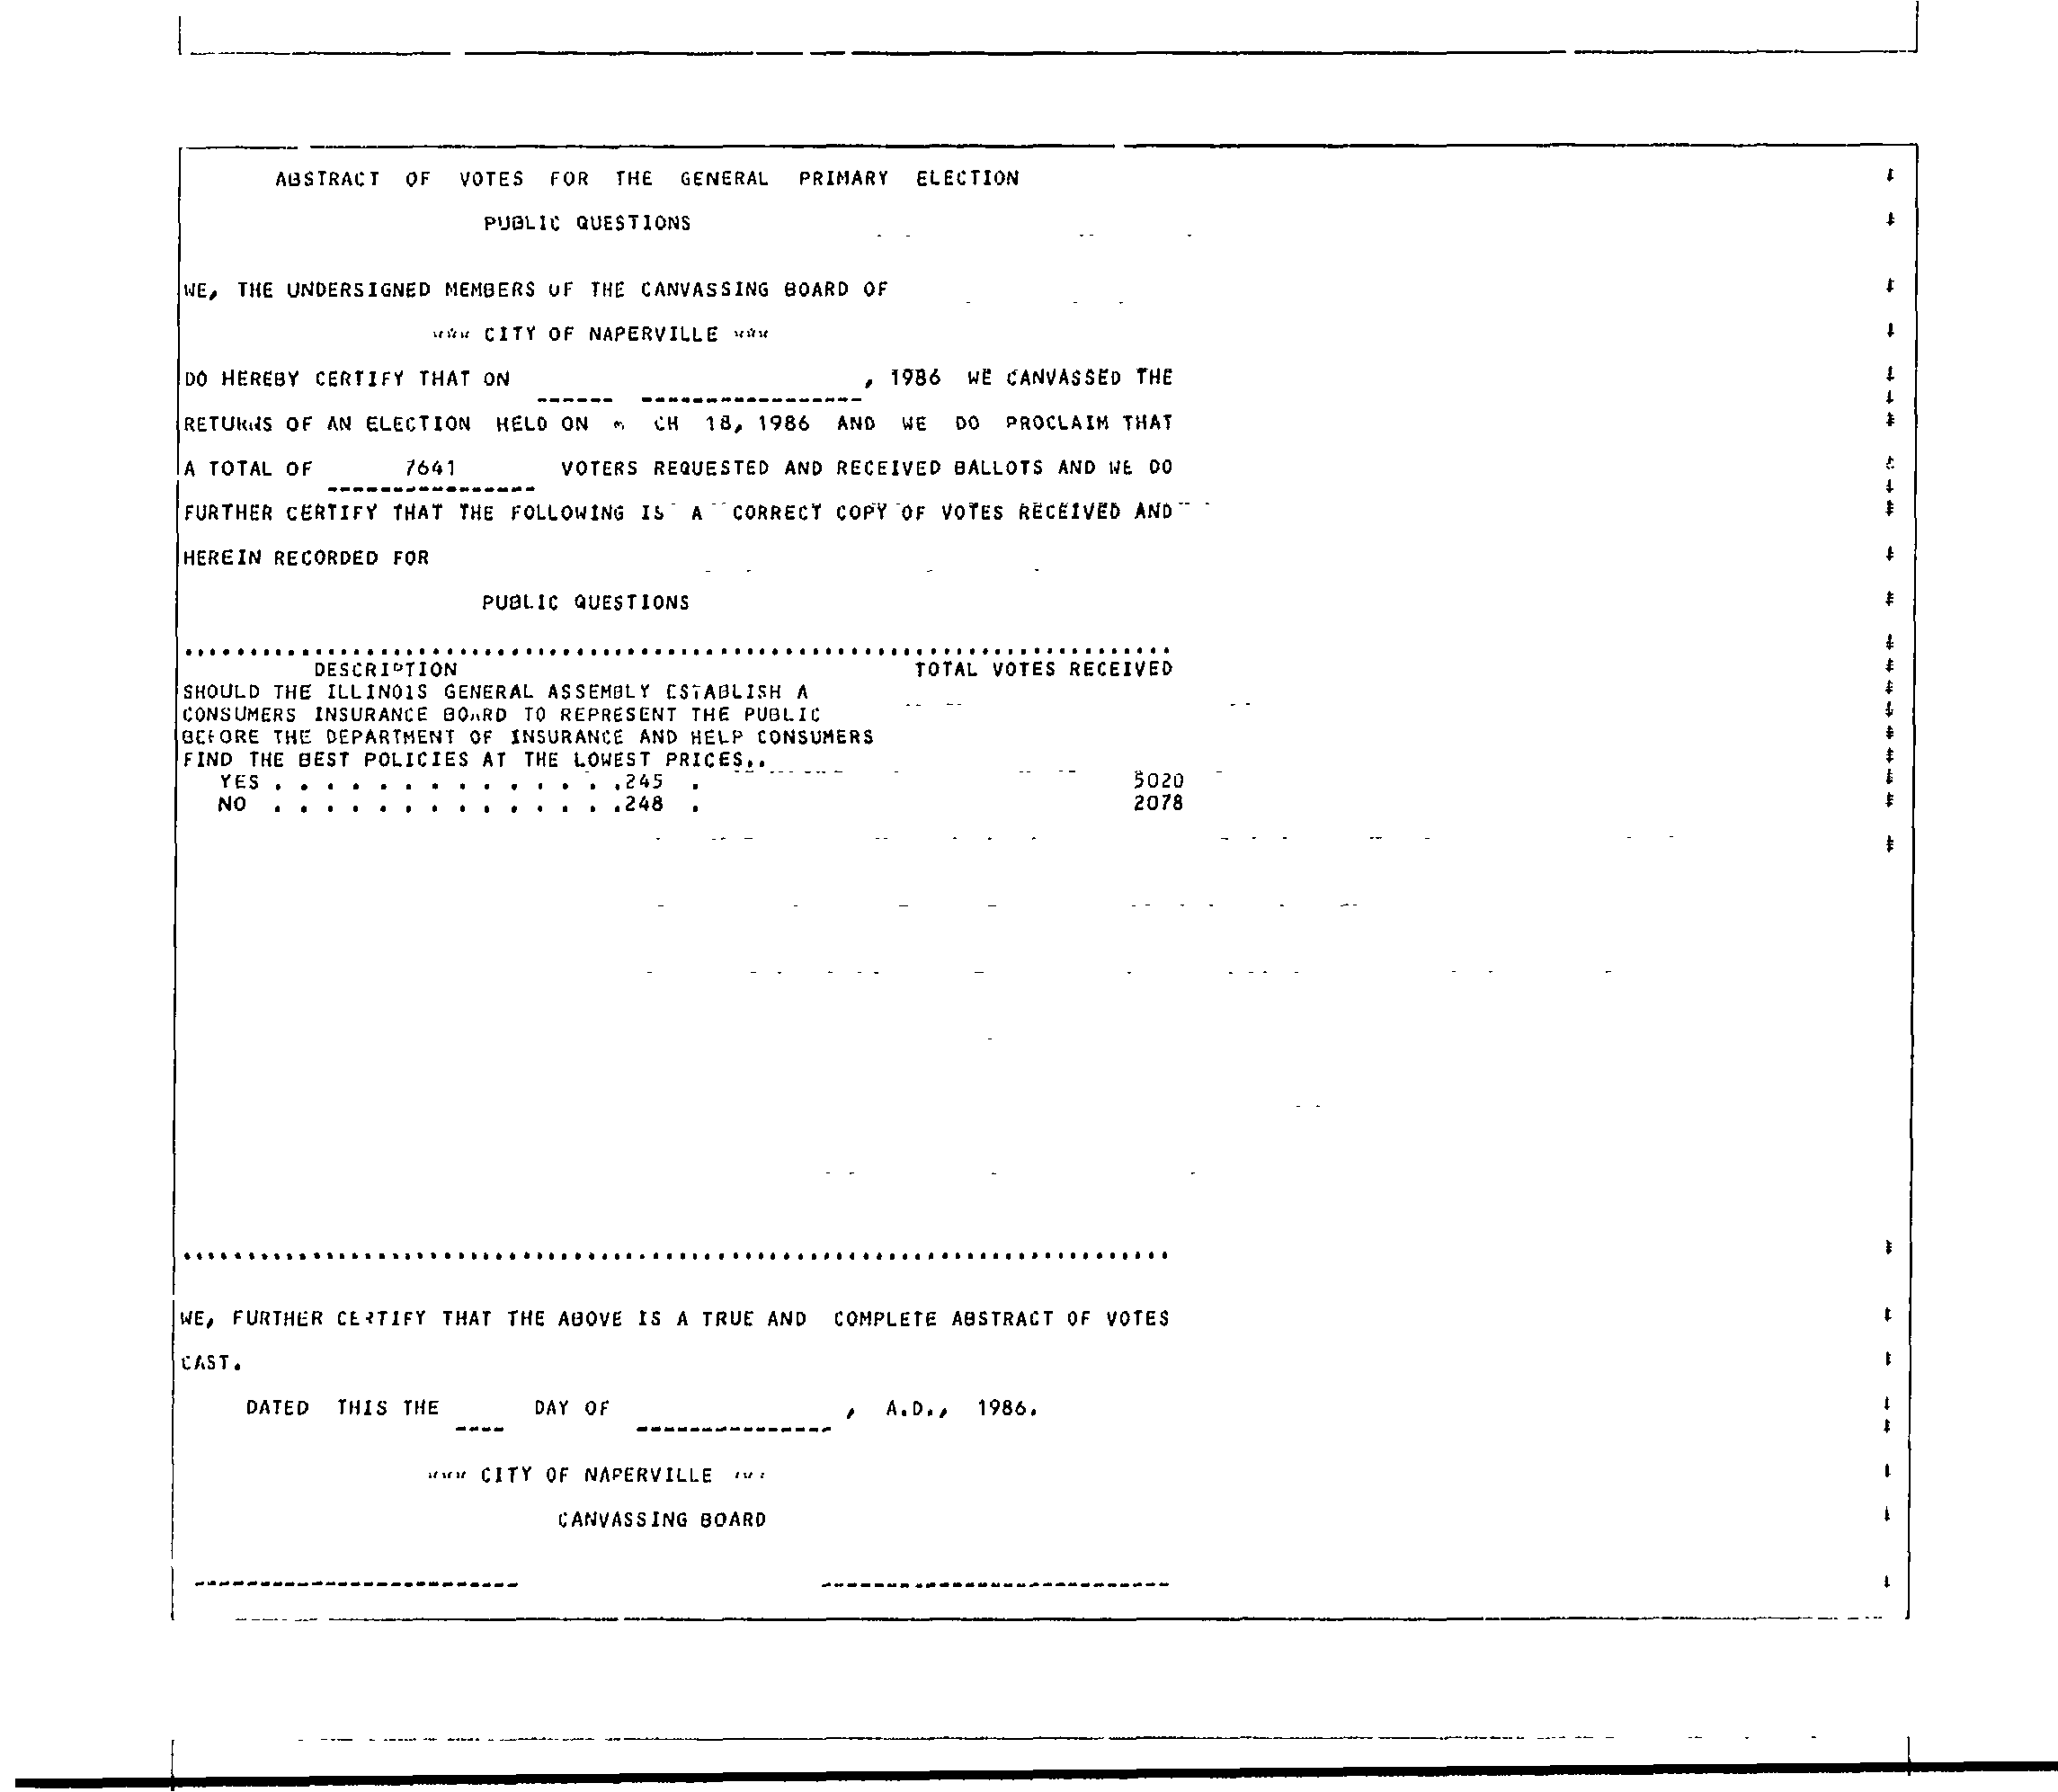 ABSTRACT OF VOTES FOR THE GENERAL PRIMARY ELECTION
PUBLIC QUESTIONS
WE, THE UNDERSIGNED MEMBERS OF THE CANVASSING BOARD OF
*** CITY OF NAPERVILLE ***
DO HEREBY CERTIFY THAT ON ______ _________________, 1986 WE CANVASSED THE
RETURNS OF AN ELECTION HELD ON CH 18, 1986 AND WE DO PROCLAIM THAT
A TOTAL OF 7641 VOTERS REQUESTED AND RECEIVED BALLOTS AND WE DO
FURTHER CERTIFY THAT THE FOLLOWING IS A CORRECT COPY OF VOTES RECEIVED AND
HEREIN RECORDED FOR
PUBLIC QUESTIONS
DESCRIPTION TOTAL VOTES RECEIVED
SHOULD THE ILLINOIS GENERAL ASSEMBLY ESTABLISH A
CONSUMERS INSURANCE BOARD TO REPRESENT THE PUBLIC
BEFORE THE DEPARTMENT OF INSURANCE AND HELP CONSUMERS
FIND THE BEST POLICIES AT THE LOWEST PRICES..
YES . . . . . . . . . . . . . .245 . 5020
NO . . . . . . . . . . . . . .248 . 2078
WE, FURTHER CERTIFY THAT THE ABOVE IS A TRUE AND COMPLETE ABSTRACT OF VOTES
CAST.
DATED THIS THE ____ DAY OF _______________, A.D., 1986.
*** CITY OF NAPERVILLE ***
CANVASSING BOARD